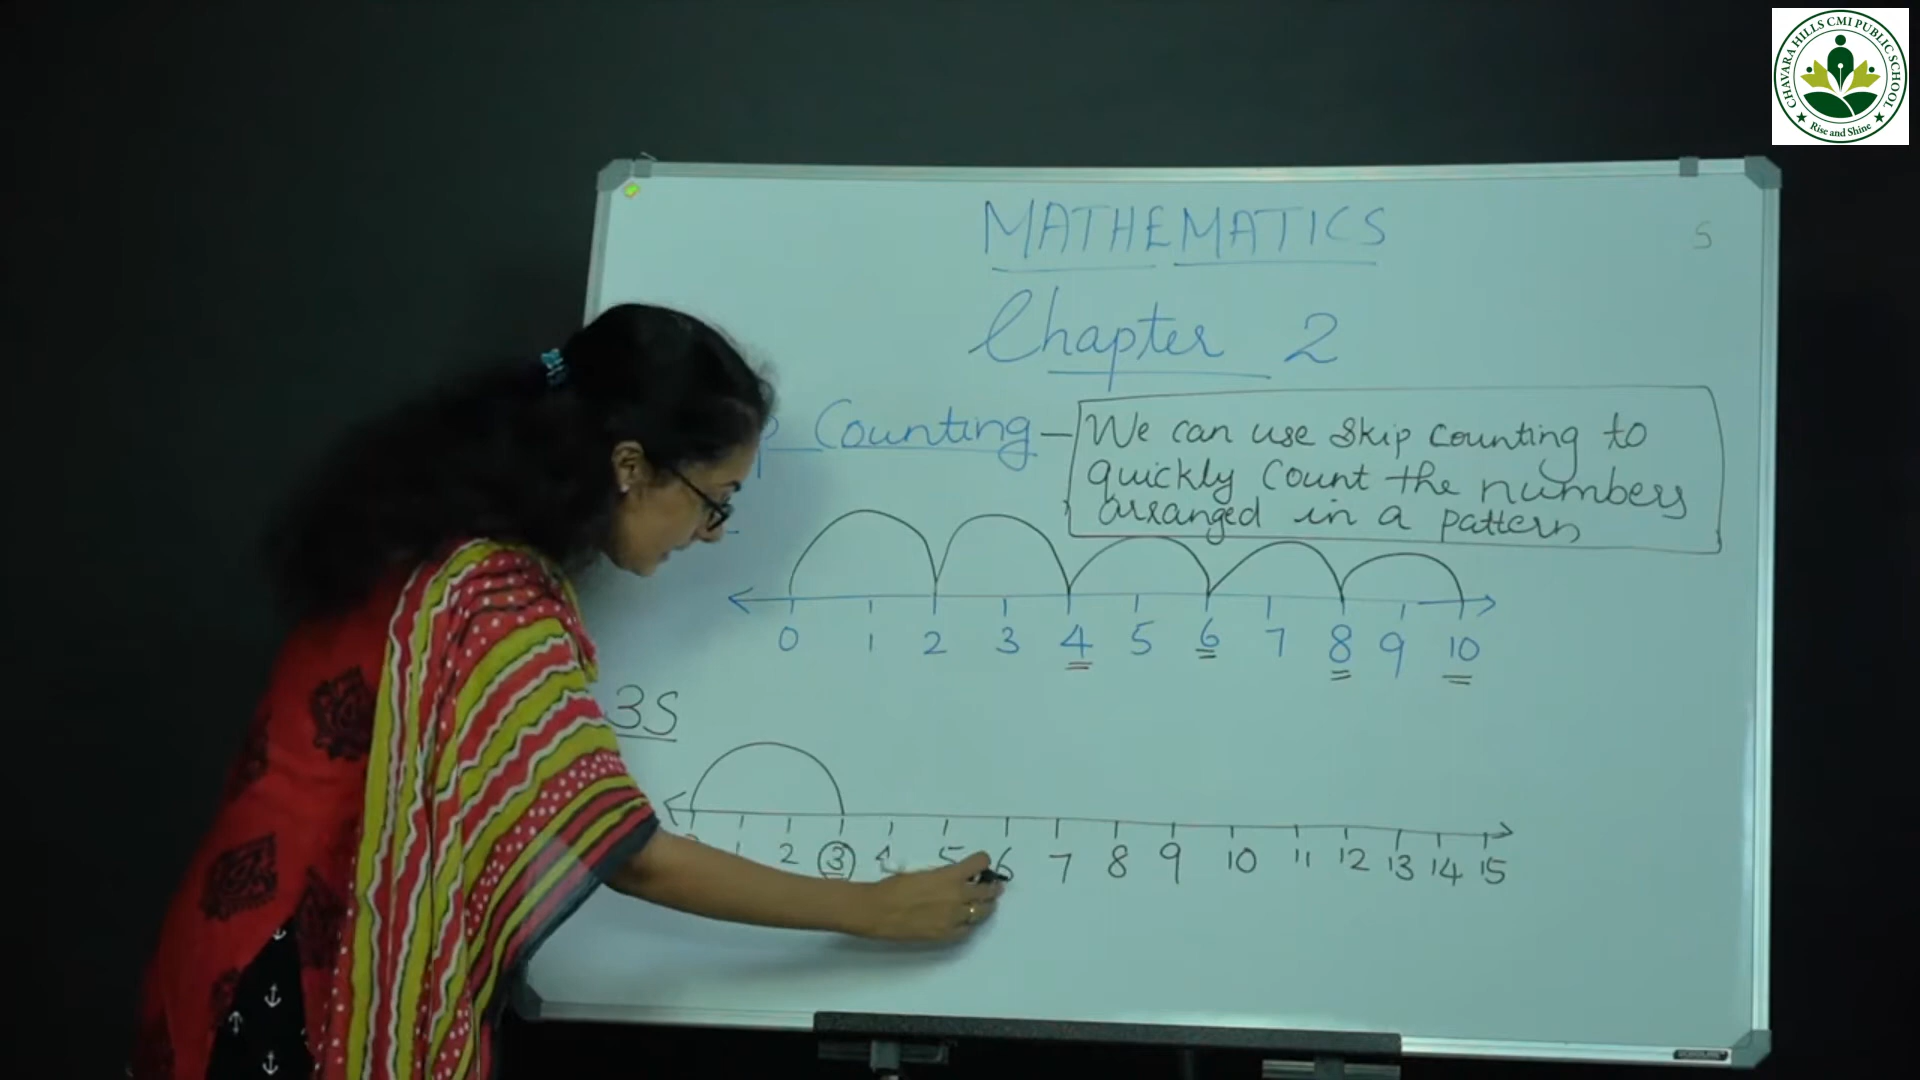 CHAVARA HILLS CMI PUBLIC SCHOOL
Rise and Shine
MATHEMATICS
S
Chapter 2
Counting – We can use skip counting to
quickly count the numbers
arranged in a pattern
0 1 2 3 4 5 6 7 8 9 10
3S
1 2 3 4 5 6 7 8 9 10 11 12 13 14 15